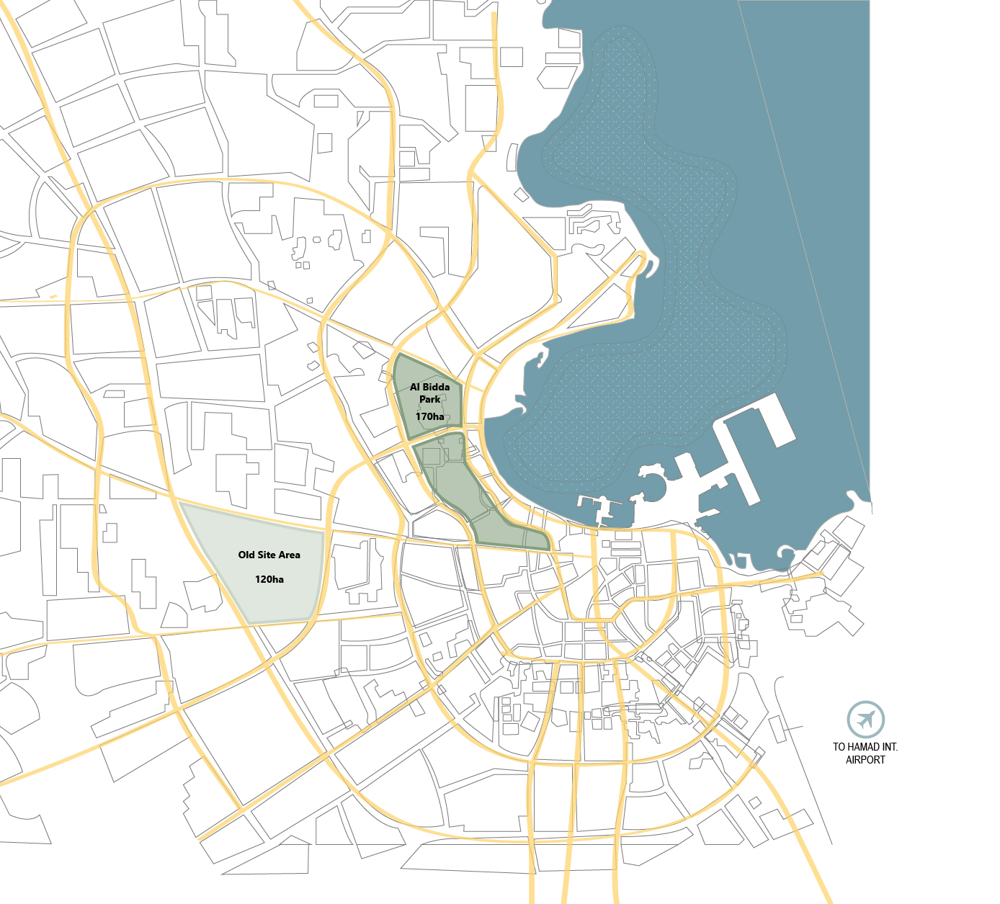 Al Bidda
Park
170ha
Old Site Area
120ha
TO HAMAD INT.
AIRPORT